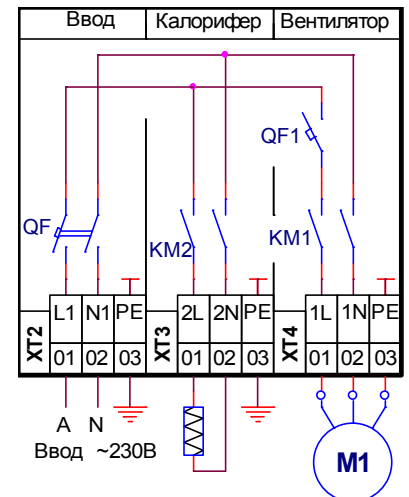 Ввод Калорифер Вентилятор
QF1
QF KM2 KM1
XT2 L1 N1 PE XT3 2L 2N PE XT4 1L 1N PE
01 02 03 01 02 03 01 02 03
A N
Ввод ~230В
M1